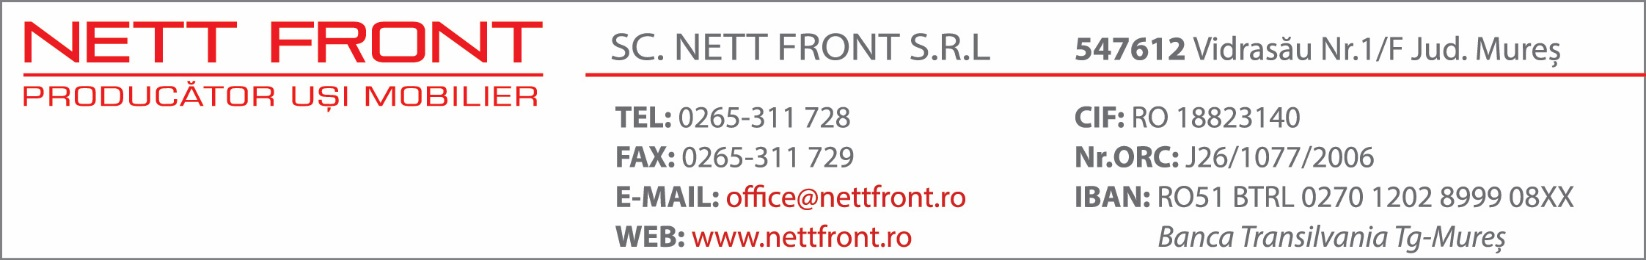 NETT FRONT
PRODUCĂTOR UȘI MOBILIER
SC. NETT FRONT S.R.L
547612 Vidrasău Nr.1/F Jud. Mureș
TEL: 0265-311 728
FAX: 0265-311 729
E-MAIL: office@nettfront.ro
WEB: www.nettfront.ro
CIF: RO 18823140
Nr.ORC: J26/1077/2006
IBAN: RO51 BTRL 0270 1202 8999 08XX
Banca Transilvania Tg-Mureș